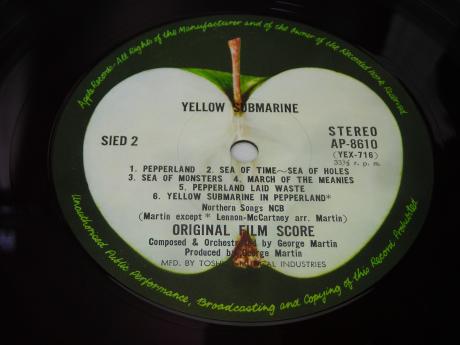 Apple Records - All Rights of the Manufacturer and of the Owner of the Recorded Work Reserved
YELLOW SUBMARINE
SIED 2
STEREO
AP-8610
(YEX-716)
33⅓ r. p. m.
1. PEPPERLAND 2. SEA OF TIME~SEA OF HOLES
3. SEA OF MONSTERS 4. MARCH OF THE MEANIES
5. PEPPERLAND LAID WASTE
6. YELLOW SUBMARINE IN PEPPERLAND*
Northern Songs NCB
(Martin except * Lennon-McCartney arr. Martin)
ORIGINAL FILM SCORE
Composed & Orchestrated by George Martin
Produced by George Martin
MFD. BY TOSHIBA MUSICAL INDUSTRIES
Unauthorised Public Performance, Broadcasting and Copying of this Record Prohibited